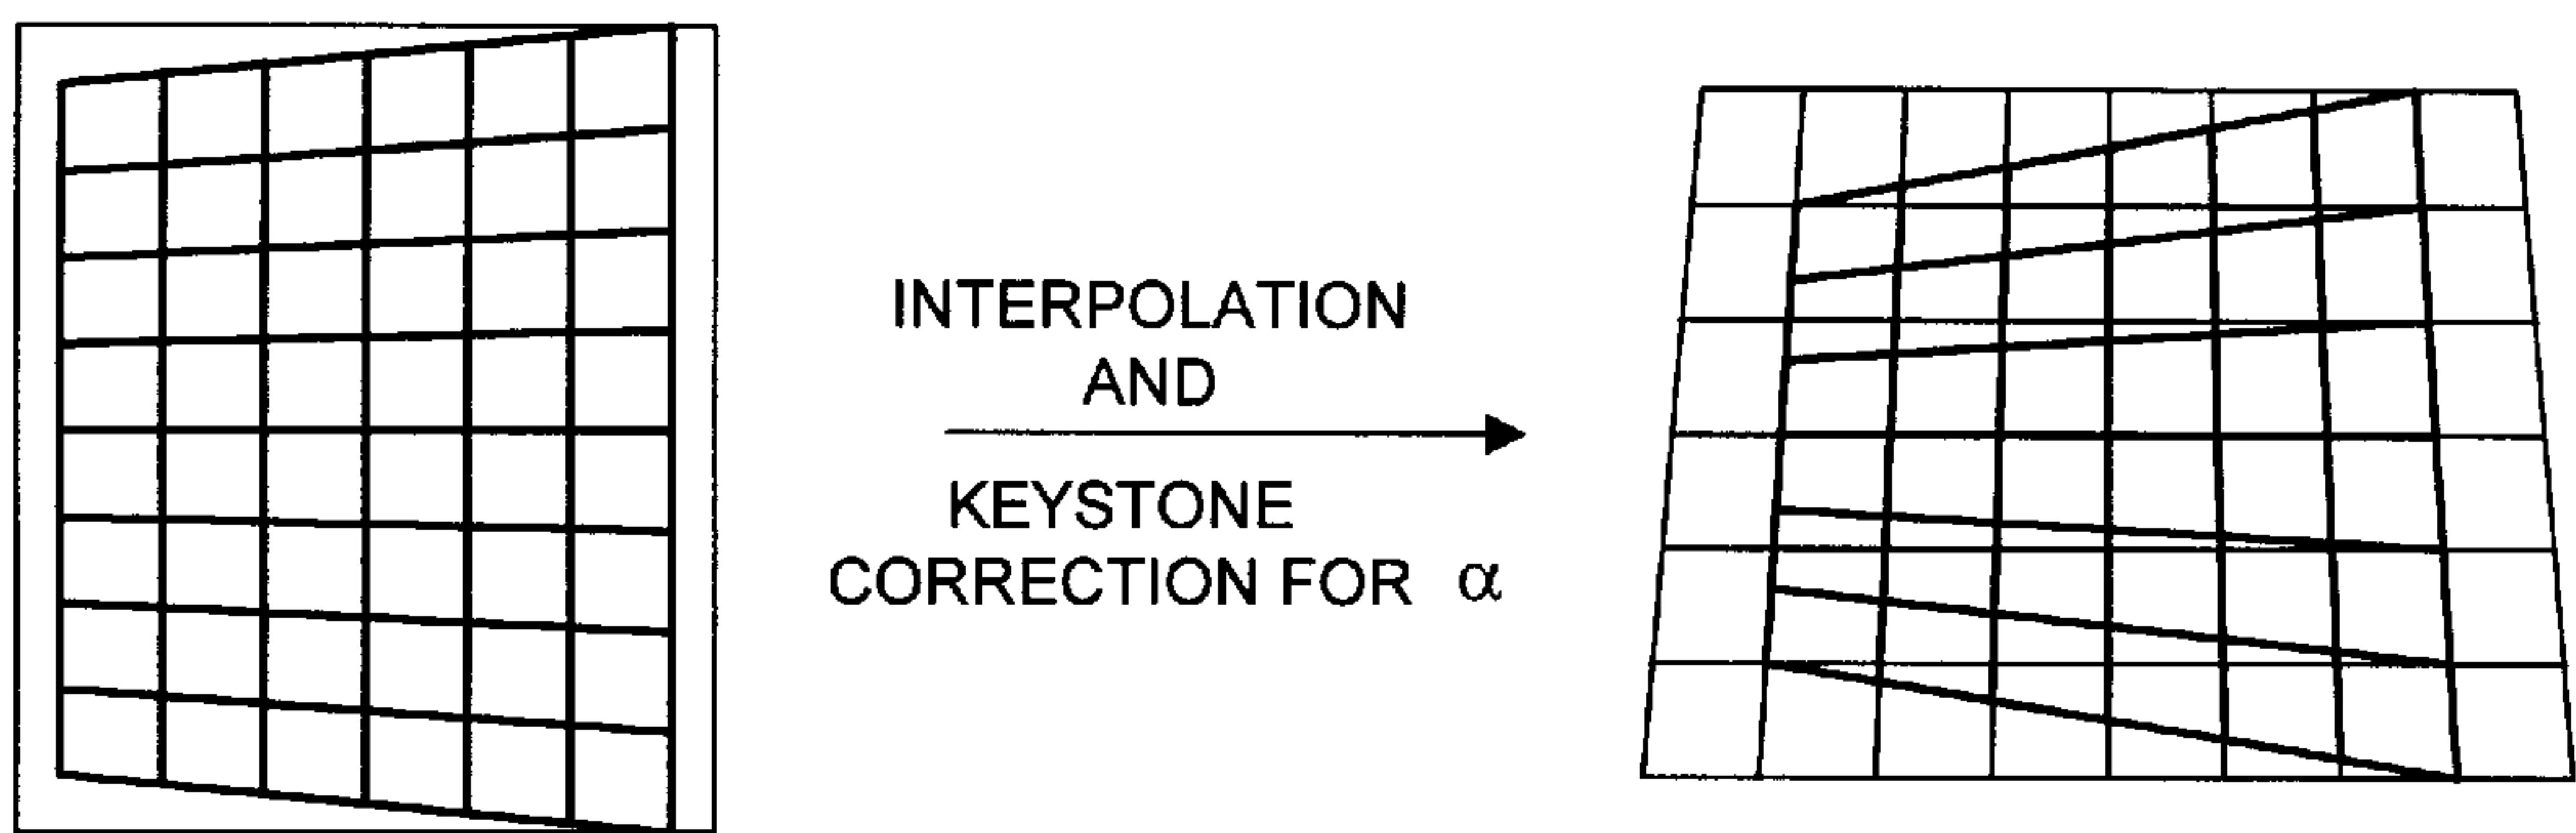 INTERPOLATION
AND
KEYSTONE
CORRECTION FOR α